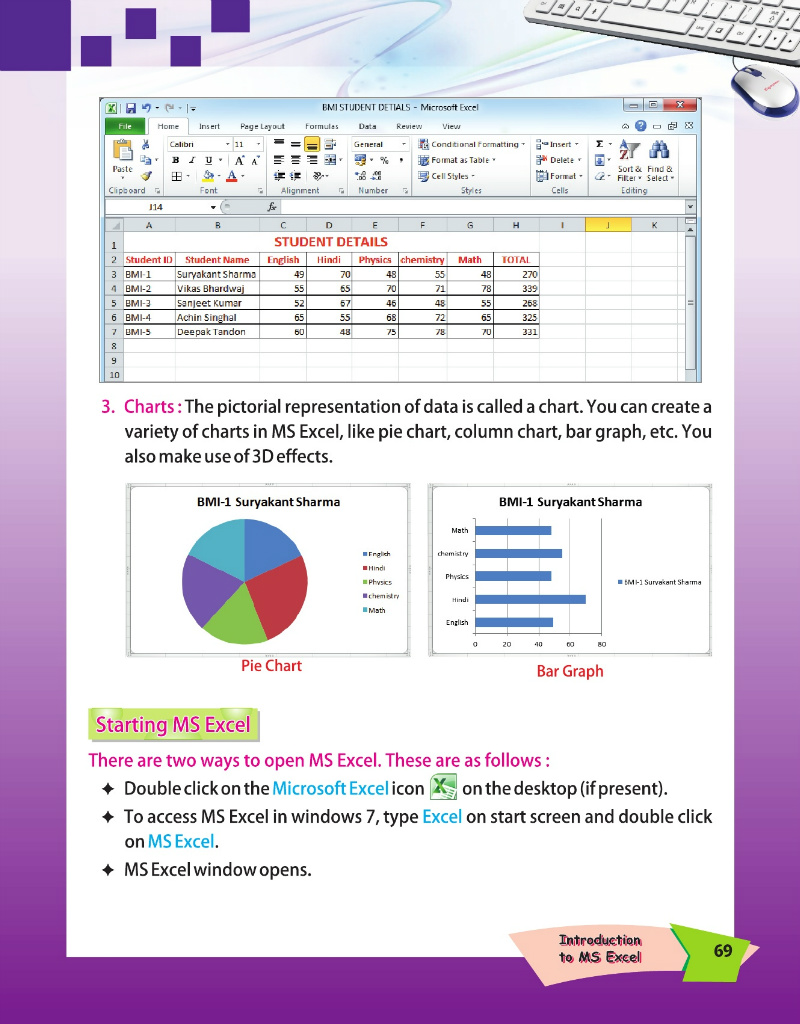 BMI STUDENT DETIALS - Microsoft Excel
File Home Insert Page Layout Formulas Data Review View
Calibri 11 General Conditional Formatting Insert Σ
Paste B I U A A % , Format as Table Delete Sort & Find &
Cell Styles Format Filter Select
Clipboard Font Alignment Number Styles Cells Editing
J14 fx
A B C D E F G H I J K
1 STUDENT DETAILS
2 Student ID Student Name English Hindi Physics chemistry Math TOTAL
3 BMI-1 Suryakant Sharma 49 70 48 55 48 270
4 BMI-2 Vikas Bhardwaj 55 65 70 71 78 339
5 BMI-3 Sanjeet Kumar 52 67 46 48 55 268
6 BMI-4 Achin Singhal 65 55 68 72 65 325
7 BMI-5 Deepak Tandon 60 48 75 78 70 331
8
9
10
3. Charts : The pictorial representation of data is called a chart. You can create a
variety of charts in MS Excel, like pie chart, column chart, bar graph, etc. You
also make use of 3D effects.
BMI-1 Suryakant Sharma
English
Hindi
Physics
chemistry
Math
Pie Chart
BMI-1 Suryakant Sharma
Math
chemistry
Physics
Hindi
English
0 20 40 60 80
BMI-1 Suryakant Sharma
Bar Graph
Starting MS Excel
There are two ways to open MS Excel. These are as follows :
✦ Double click on the Microsoft Excel icon on the desktop (if present).
✦ To access MS Excel in windows 7, type Excel on start screen and double click
on MS Excel.
✦ MS Excel window opens.
Introduction
to MS Excel
69